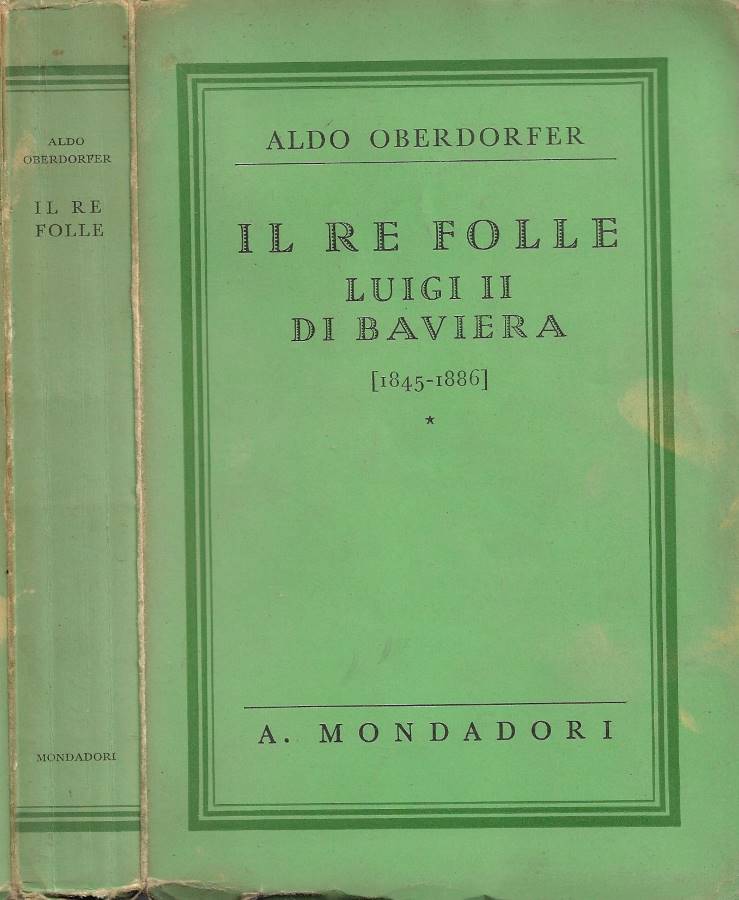 ALDO
OBERDORFER
IL RE
FOLLE
MONDADORI
ALDO OBERDORFER
IL RE FOLLE
LUIGI II
DI BAVIERA
[1845-1886]
*
A. MONDADORI